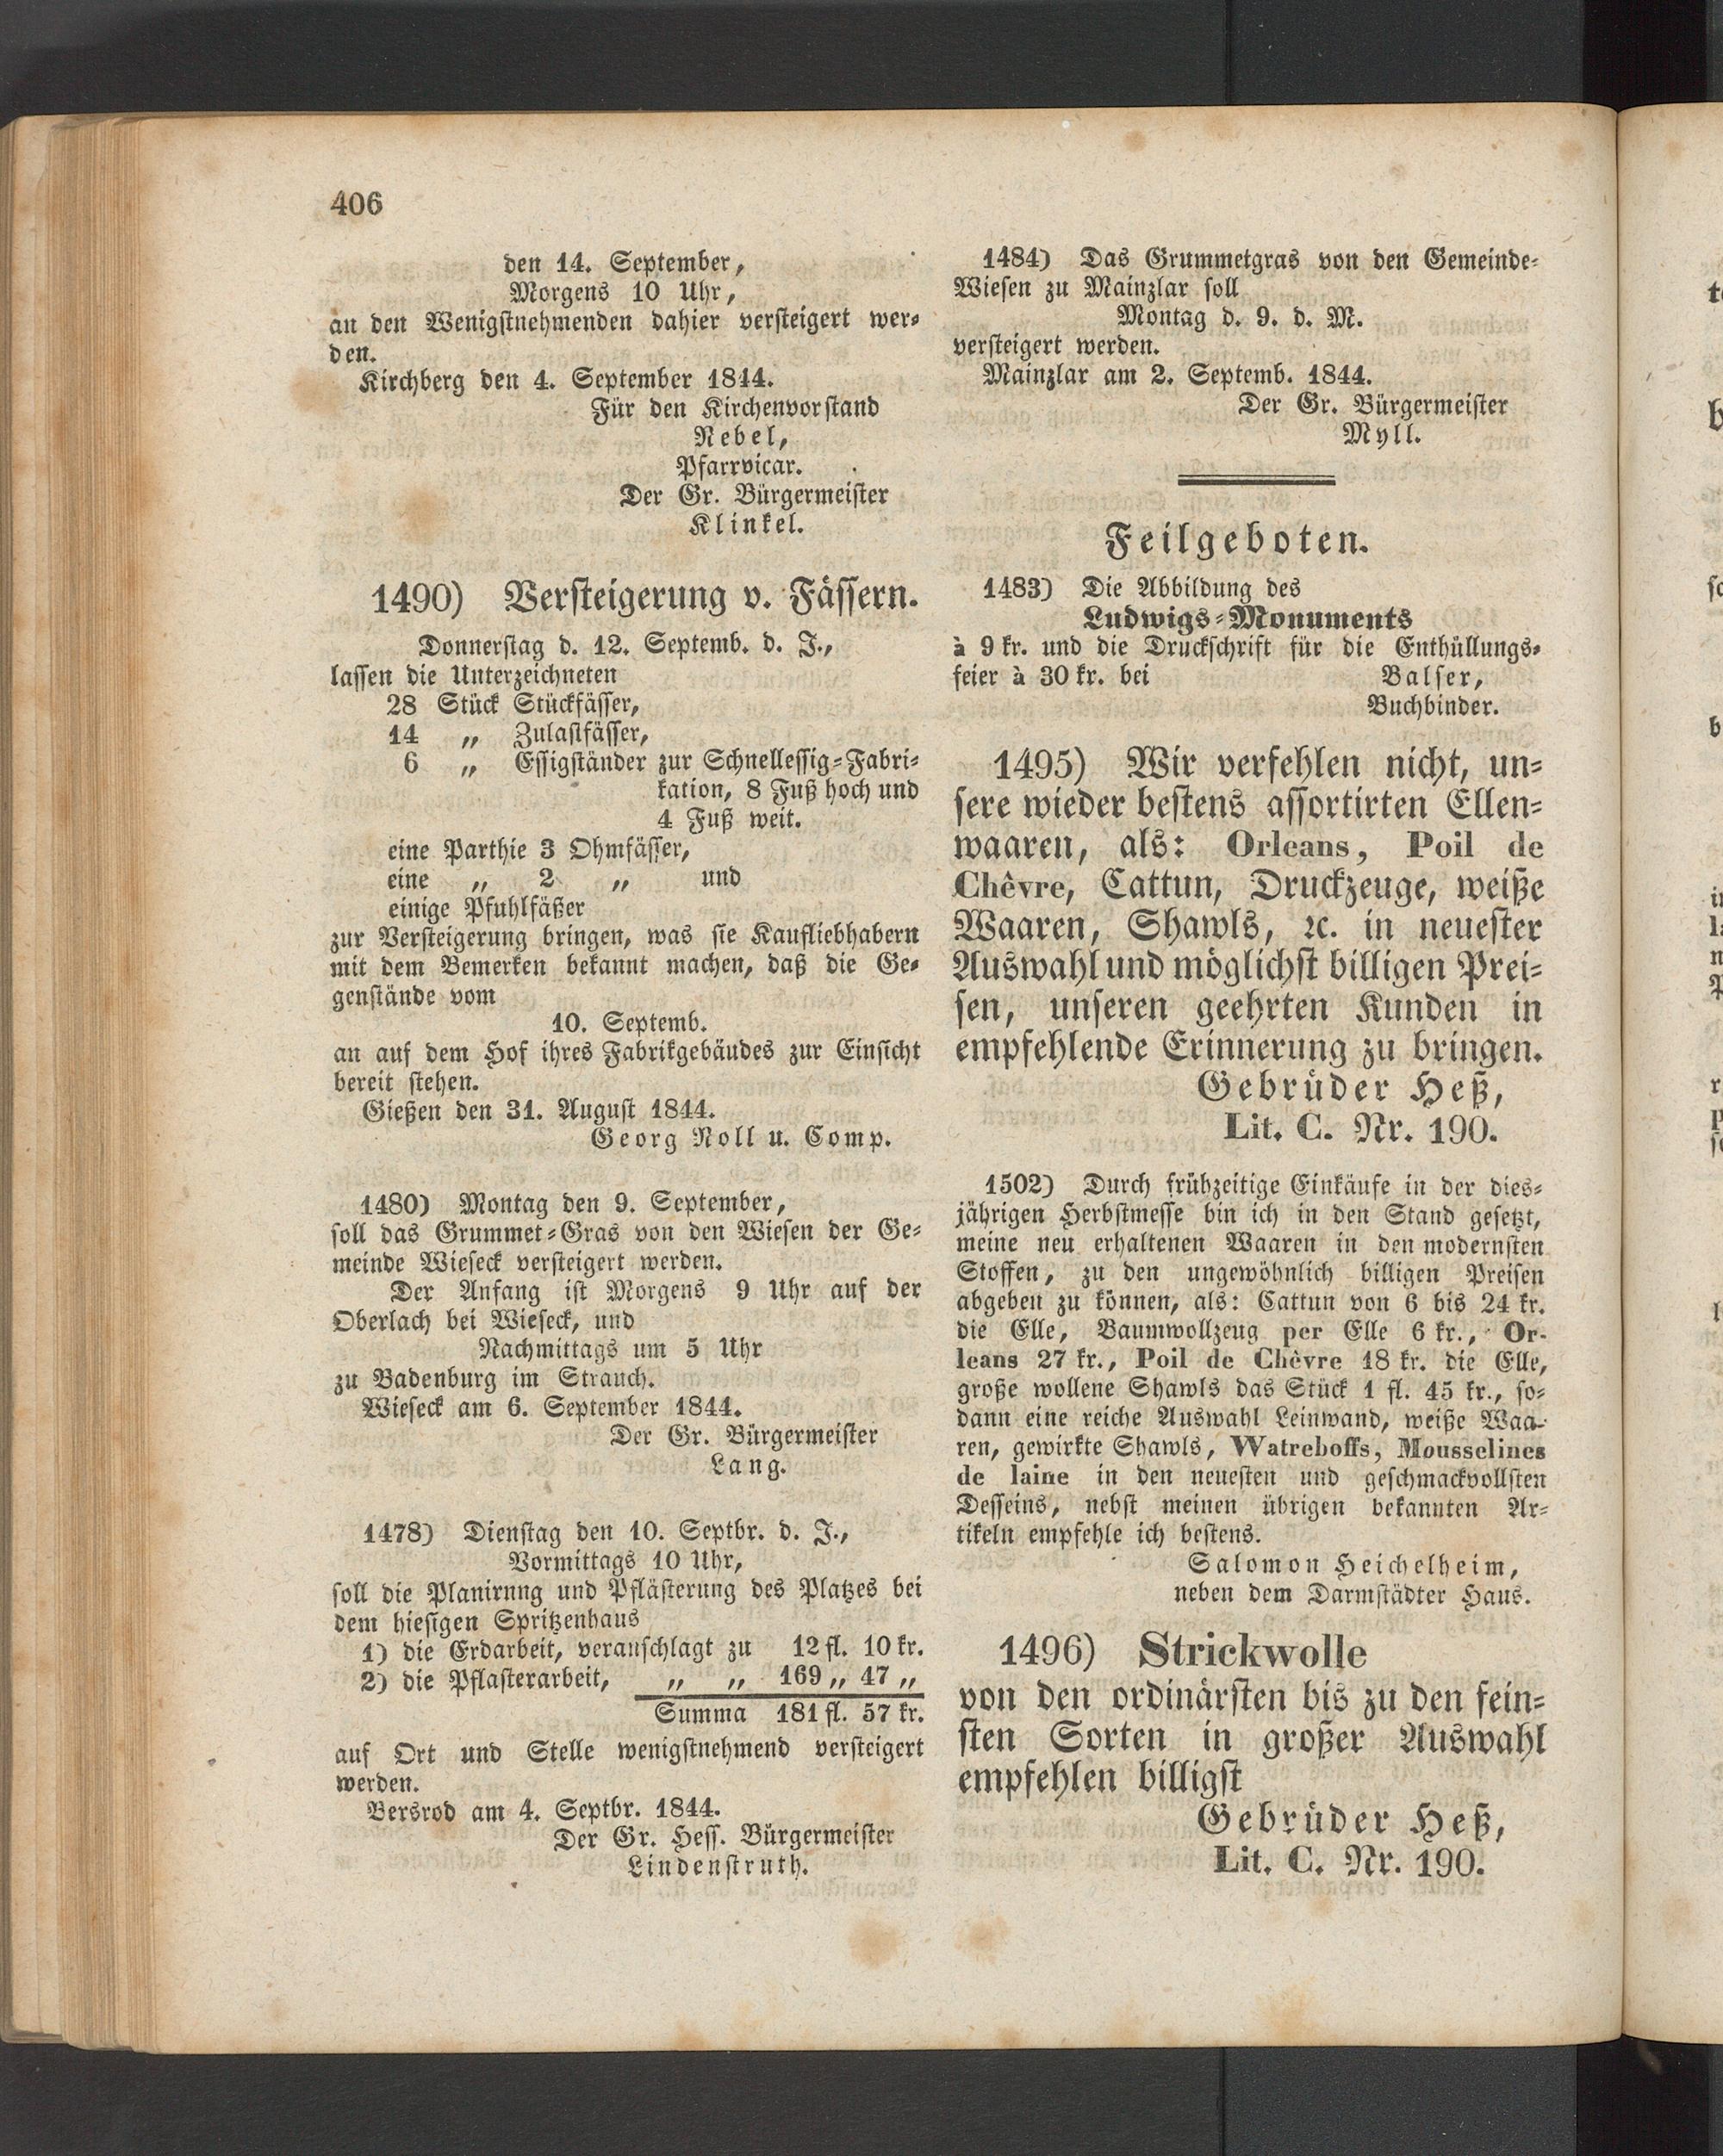 406
den 14. September,
Morgens 10 Uhr,
an den Wenigstnehmenden dahier versteigert wer-
den.
Kirchberg den 4. September 1844.
Für den Kirchenvorstand
Nebel,
Pfarrvicar.
Der Gr. Bürgermeister
Klinkel.
1490) Versteigerung v. Fässern.
Donnerstag d. 12. Septemb. d. J.,
lassen die Unterzeichneten
28 Stück Stückfässer,
14 „ Zulastfässer,
6 „ Essigständer zur Schnellessig-Fabri-
kation, 8 Fuß hoch und
4 Fuß weit.
eine Parthie 3 Ohmfässer,
eine „ 2 „ und
einige Pfuhlfäßer
zur Versteigerung bringen, was sie Kaufliebhabern
mit dem Bemerken bekannt machen, daß die Ge-
genstände vom
10. Septemb.
an auf dem Hof ihres Fabrikgebäudes zur Einsicht
bereit stehen.
Gießen den 31. August 1844.
Georg Noll u. Comp.
1480) Montag den 9. September,
soll das Grummet-Gras von den Wiesen der Ge-
meinde Wieseck versteigert werden.
Der Anfang ist Morgens 9 Uhr auf der
Oberlach bei Wieseck, und
Nachmittags um 5 Uhr
zu Badenburg im Strauch.
Wieseck am 6. September 1844.
Der Gr. Bürgermeister
Lang.
1478) Dienstag den 10. Septbr. d. J.,
Vormittags 10 Uhr,
soll die Planirung und Pflästerung des Platzes bei
dem hiesigen Spritzenhaus
1) die Erdarbeit, veranschlagt zu 12 fl. 10 kr.
2) die Pflasterarbeit, „ „ 169 „ 47 „
Summa 181 fl. 57 kr.
auf Ort und Stelle wenigstnehmend versteigert
werden.
Bersrod am 4. Septbr. 1844.
Der Gr. Hess. Bürgermeister
Lindenstruth.
1484) Das Grummetgras von den Gemeinde-
Wiesen zu Mainzlar soll
Montag d. 9. d. M.
versteigert werden.
Mainzlar am 2. Septemb. 1844.
Der Gr. Bürgermeister
Myll.
Feilgeboten.
1483) Die Abbildung des
Ludwigs-Monuments
à 9 kr. und die Druckschrift für die Enthüllungs-
feier à 30 kr. bei Balser,
Buchbinder.
1495) Wir verfehlen nicht, un-
sere wieder bestens assortirten Ellen-
waaren, als: Orleans, Poil de
Chêvre, Cattun, Druckzeuge, weiße
Waaren, Shawls, ꝛc. in neuester
Auswahl und möglichst billigen Prei-
sen, unseren geehrten Kunden in
empfehlende Erinnerung zu bringen.
Gebrüder Heß,
Lit. C. Nr. 190.
1502) Durch frühzeitige Einkäufe in der dies-
jährigen Herbstmesse bin ich in den Stand gesetzt,
meine neu erhaltenen Waaren in den modernsten
Stoffen, zu den ungewöhnlich billigen Preisen
abgeben zu können, als: Cattun von 6 bis 24 kr.
die Elle, Baumwollzeug per Elle 6 kr., Or-
leans 27 kr., Poil de Chèvre 18 kr. die Elle,
große wollene Shawls das Stück 1 fl. 45 kr., so-
dann eine reiche Auswahl Leinwand, weiße Waa-
ren, gewirkte Shawls, Watreboffs, Mousselines
de laine in den neuesten und geschmackvollsten
Desseins, nebst meinen übrigen bekannten Ar-
tikeln empfehle ich bestens.
Salomon Heichelheim,
neben dem Darmstädter Haus.
1496) Strickwolle
von den ordinärsten bis zu den fein-
sten Sorten in großer Auswahl
empfehlen billigst
Gebrüder Heß,
Lit. C. Nr. 190.